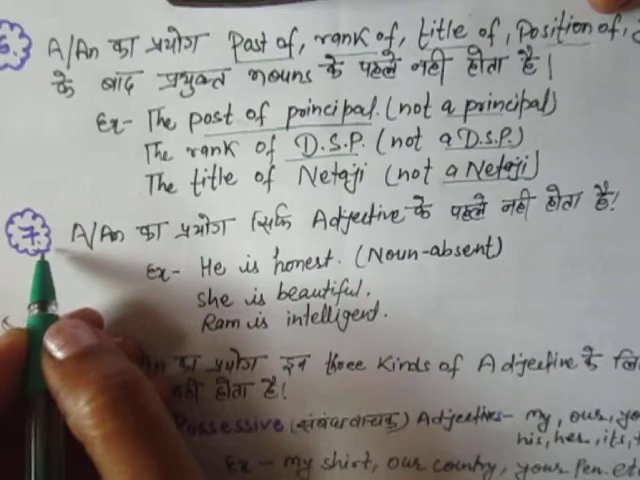 6. A/An का प्रयोग Post of, rank of, title of, Position of,
के बाद प्रयुक्त nouns के पहले नही होता है।
Ex- The post of principal. (not a principal)
The rank of D.S.P. (not a D.S.P.)
The title of Netaji (not a Netaji)
7. A/An का प्रयोग सिर्फ Adjective के पहले नही होता है!
Ex- He is honest. (Noun-absent)
she is beautiful.
Ram is intelligent.
का प्रयोग इन three kinds of Adjective के
नही होता है।
Possessive (संबंधवाचक) Adjectives- my, our,
his, her, its,
Ex - my shirt, our country, your pen. etc